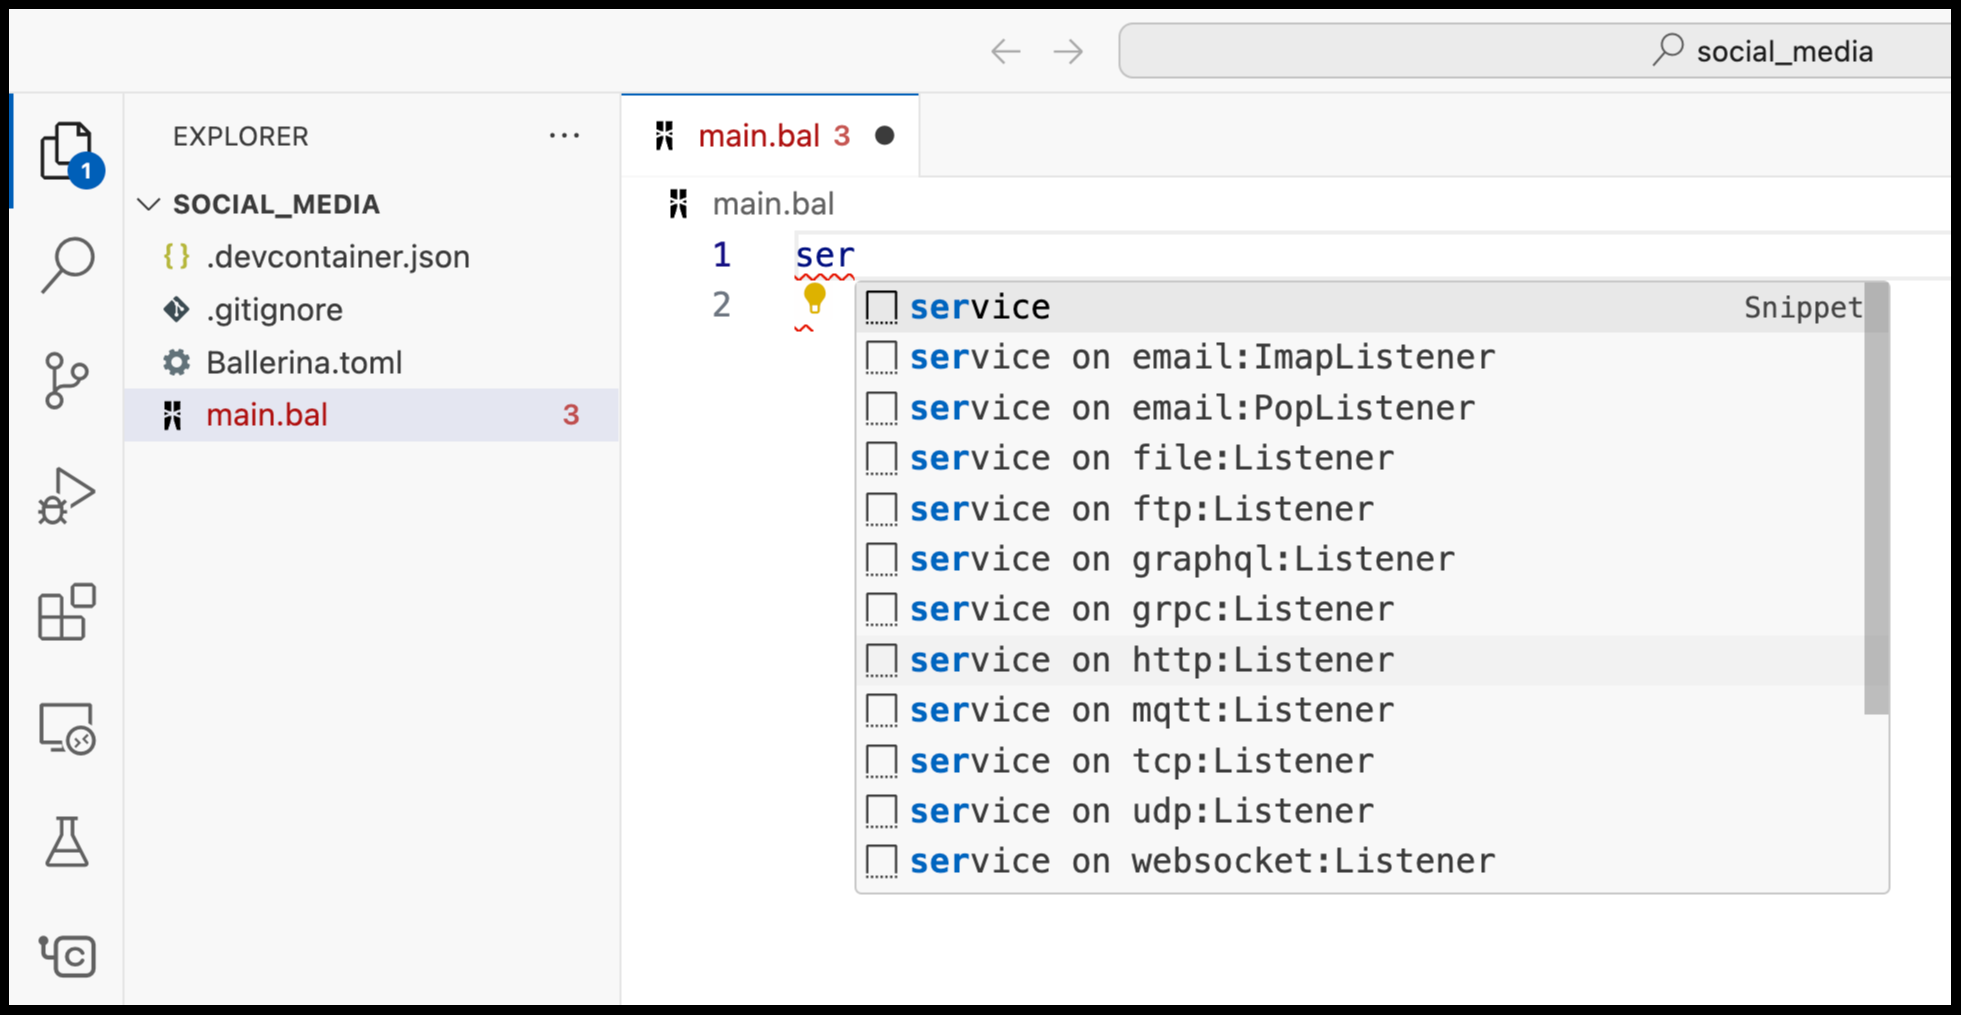 social_media
EXPLORER ...
main.bal 3
1
SOCIAL_MEDIA
main.bal
{} .devcontainer.json
1 ser
.gitignore
2
service Snippet
Ballerina.toml
service on email:ImapListener
main.bal 3
service on email:PopListener
service on file:Listener
service on ftp:Listener
service on graphql:Listener
service on grpc:Listener
service on http:Listener
service on mqtt:Listener
service on tcp:Listener
service on udp:Listener
service on websocket:Listener